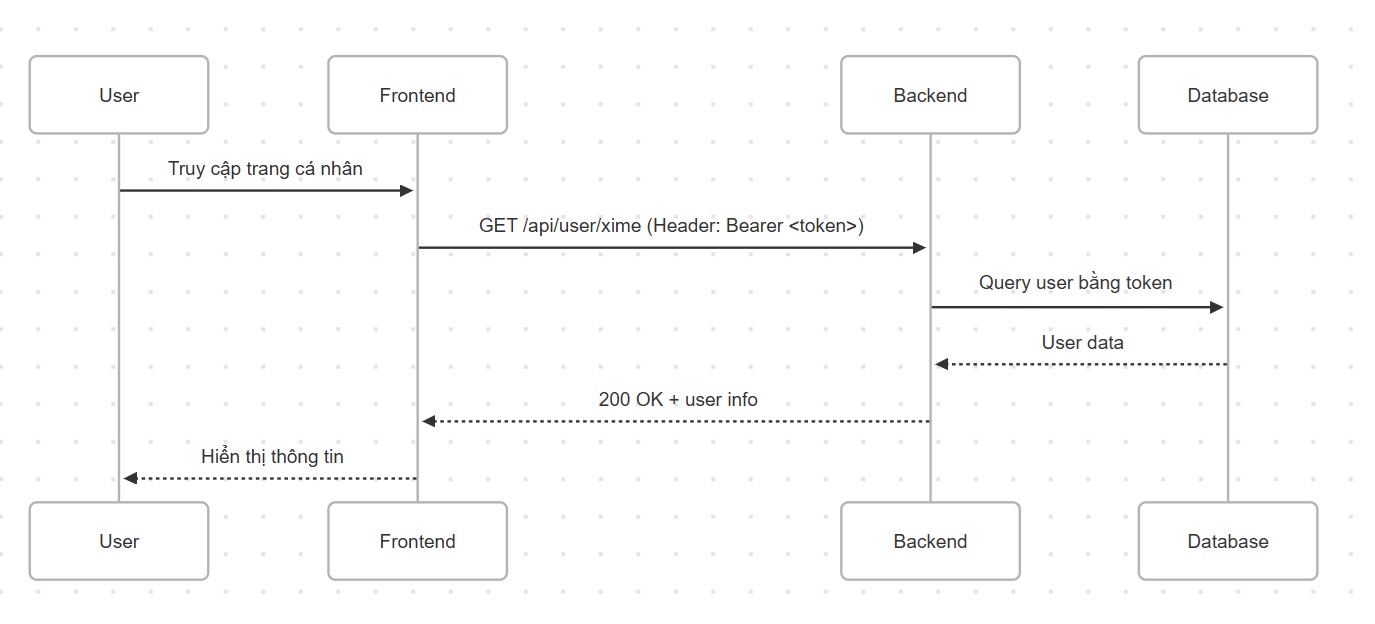 User
Frontend
Backend
Database
Truy cập trang cá nhân
GET /api/user/xime (Header: Bearer <token>)
Query user bằng token
User data
200 OK + user info
Hiển thị thông tin
User
Frontend
Backend
Database